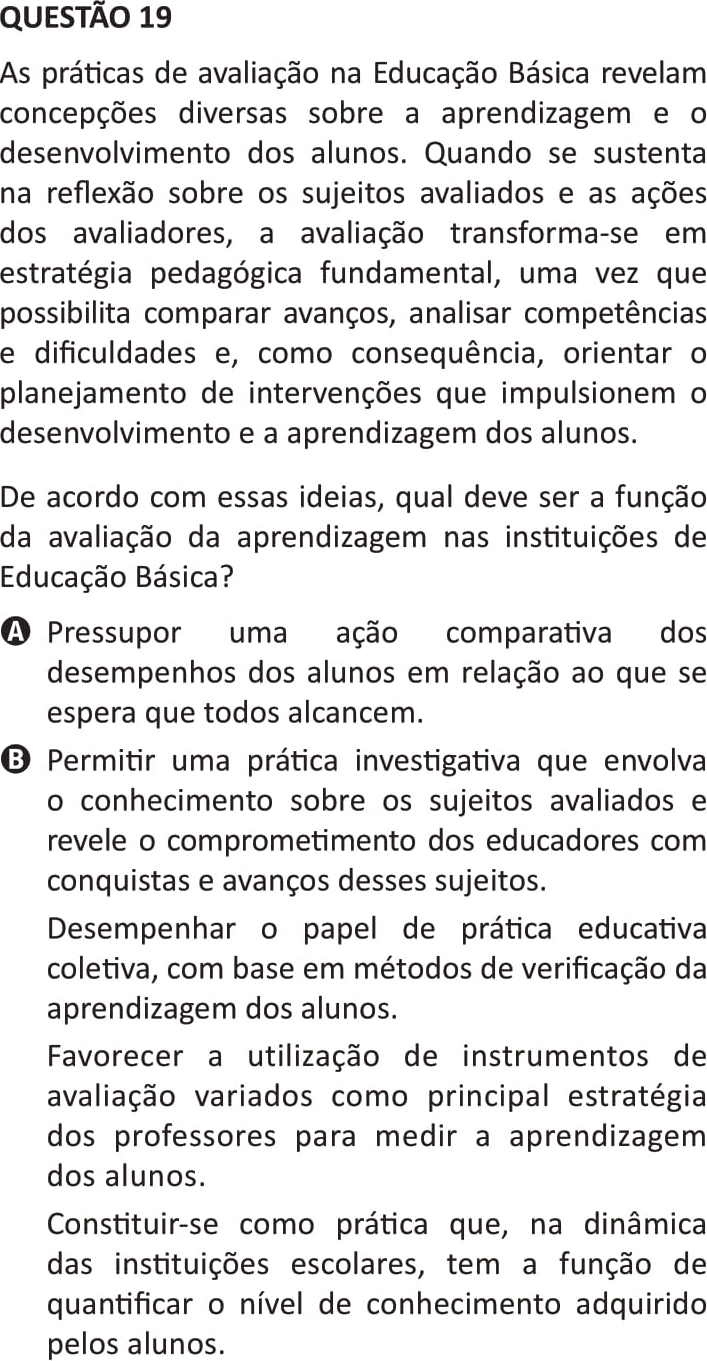 QUESTÃO 19
As práticas de avaliação na Educação Básica revelam
concepções diversas sobre a aprendizagem e o
desenvolvimento dos alunos. Quando se sustenta
na reflexão sobre os sujeitos avaliados e as ações
dos avaliadores, a avaliação transforma-se em
estratégia pedagógica fundamental, uma vez que
possibilita comparar avanços, analisar competências
e dificuldades e, como consequência, orientar o
planejamento de intervenções que impulsionem o
desenvolvimento e a aprendizagem dos alunos.
De acordo com essas ideias, qual deve ser a função
da avaliação da aprendizagem nas instituições de
Educação Básica?
A Pressupor uma ação comparativa dos
desempenhos dos alunos em relação ao que se
espera que todos alcancem.
B Permitir uma prática investigativa que envolva
o conhecimento sobre os sujeitos avaliados e
revele o comprometimento dos educadores com
conquistas e avanços desses sujeitos.
Desempenhar o papel de prática educativa
coletiva, com base em métodos de verificação da
aprendizagem dos alunos.
Favorecer a utilização de instrumentos de
avaliação variados como principal estratégia
dos professores para medir a aprendizagem
dos alunos.
Constituir-se como prática que, na dinâmica
das instituições escolares, tem a função de
quantificar o nível de conhecimento adquirido
pelos alunos.